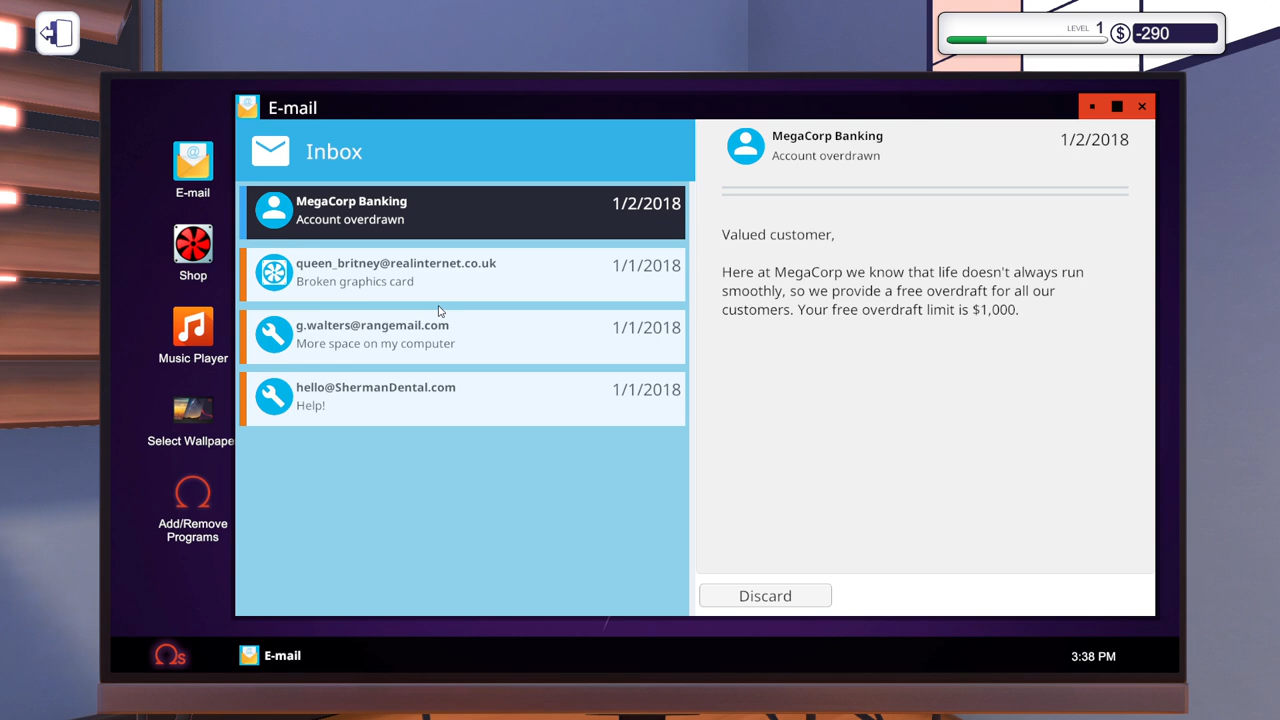 LEVEL 1 $ -290
E-mail
Inbox
MegaCorp Banking 1/2/2018
Account overdrawn
queen_britney@realinternet.co.uk 1/1/2018
Broken graphics card
g.walters@rangemail.com 1/1/2018
More space on my computer
hello@ShermanDental.com 1/1/2018
Help!
MegaCorp Banking 1/2/2018
Account overdrawn
Valued customer,
Here at MegaCorp we know that life doesn't always run
smoothly, so we provide a free overdraft for all our
customers. Your free overdraft limit is $1,000.
Discard
E-mail
Shop
Music Player
Select Wallpape
Add/Remove
Programs
Ωs
E-mail
3:38 PM